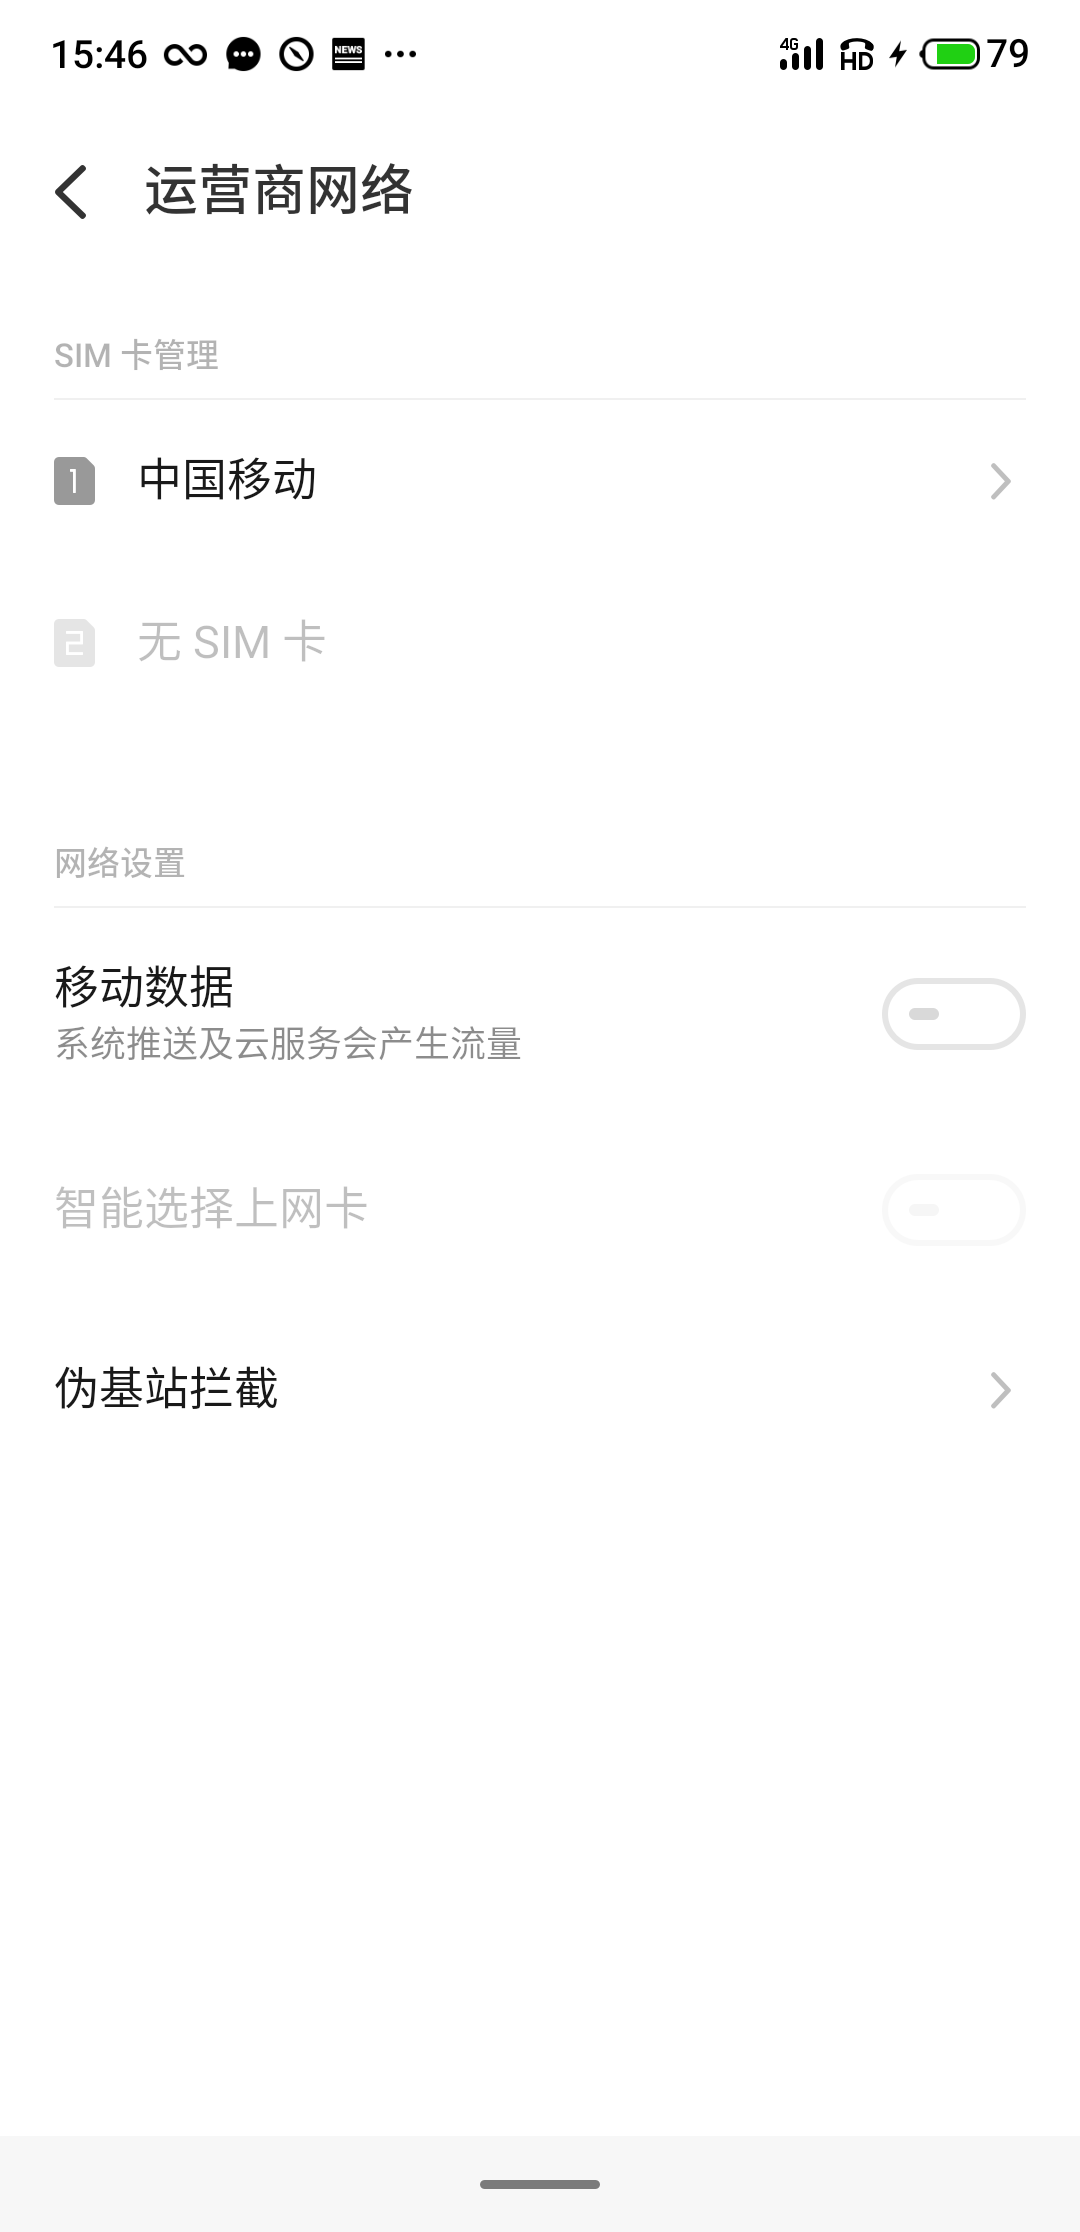 15:46 NEWS 4G HD 79
运营商网络
SIM 卡管理
1 中国移动
2 无 SIM 卡
网络设置
移动数据
系统推送及云服务会产生流量
智能选择上网卡
伪基站拦截